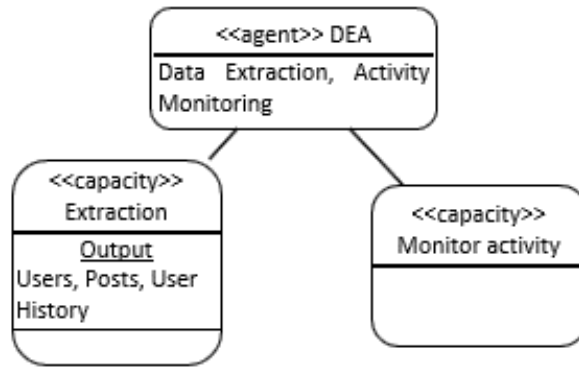 <<agent>> DEA
Data Extraction, Activity
Monitoring
<<capacity>>
Extraction
Output
Users, Posts, User
History
<<capacity>>
Monitor activity